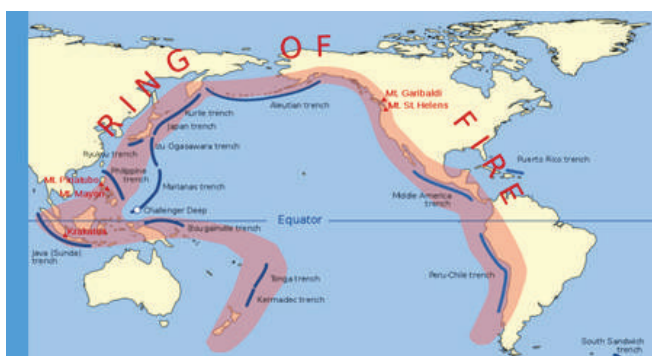 RING OF FIRE
Kurile trench
Aleutian trench
Japan trench
Izu Ogasawara trench
Ryukyu trench
Philippine trench
Marianas trench
Challenger Deep
Bougainville trench
Mt. Pinatubo
Mt. Mayon
Krakatoa
Java (Sunda) trench
Equator
Tonga trench
Kermadec trench
Mt. Garibaldi
Mt. St Helens
Puerto Rico trench
Middle America trench
Peru-Chile trench
South Sandwich trench